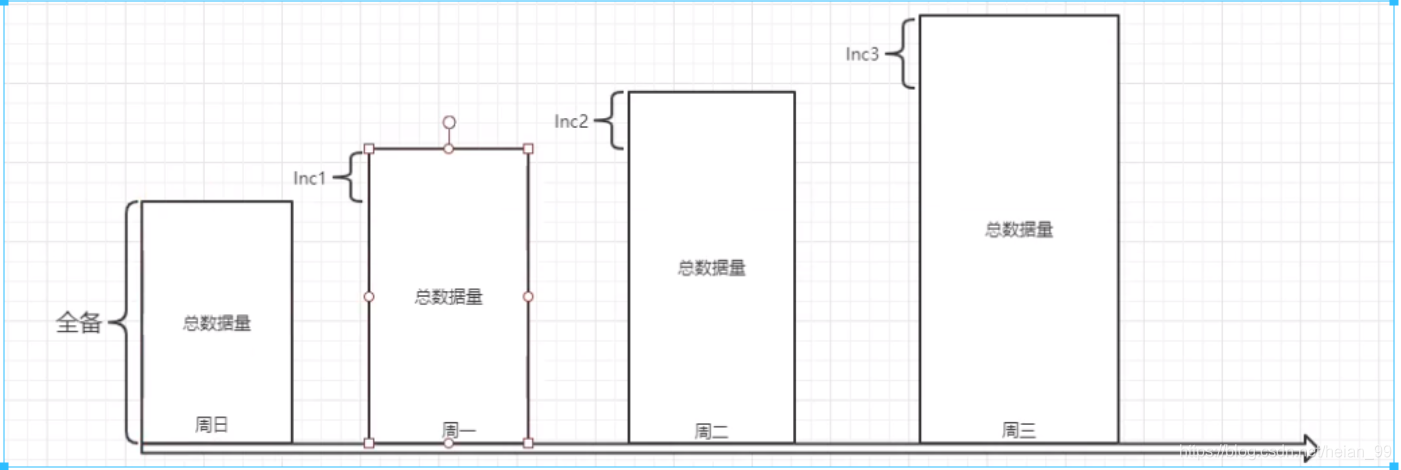 Inc3
Inc2
Inc1
全备
总数据量
总数据量
总数据量
总数据量
周日
周一
周二
周三
https://blog.csdn.net/heian_99